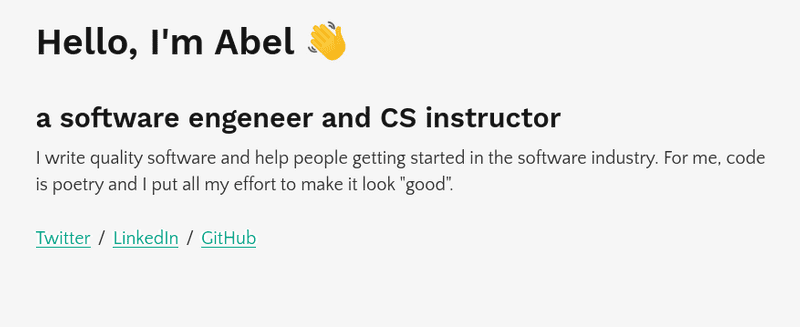 Hello, I'm Abel 👋
a software engeneer and CS instructor
I write quality software and help people getting started in the software industry. For me, code
is poetry and I put all my effort to make it look "good".
Twitter / LinkedIn / GitHub